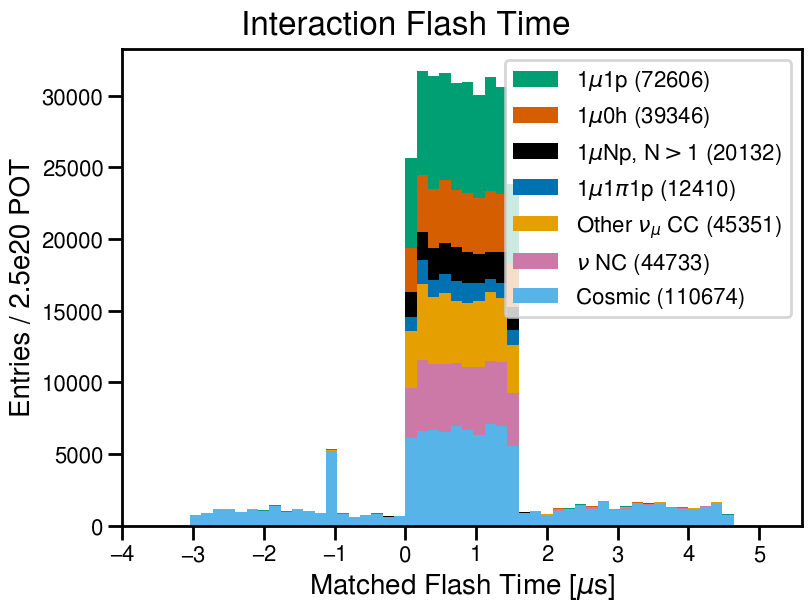 Interaction Flash Time
Entries / 2.5e20 POT
30000
25000
20000
15000
10000
5000
0
1μ1p (72606)
1μ0h (39346)
1μNp, N > 1 (20132)
1μ1π1p (12410)
Other νμ CC (45351)
ν NC (44733)
Cosmic (110674)
−4 −3 −2 −1 0 1 2 3 4 5
Matched Flash Time [μs]